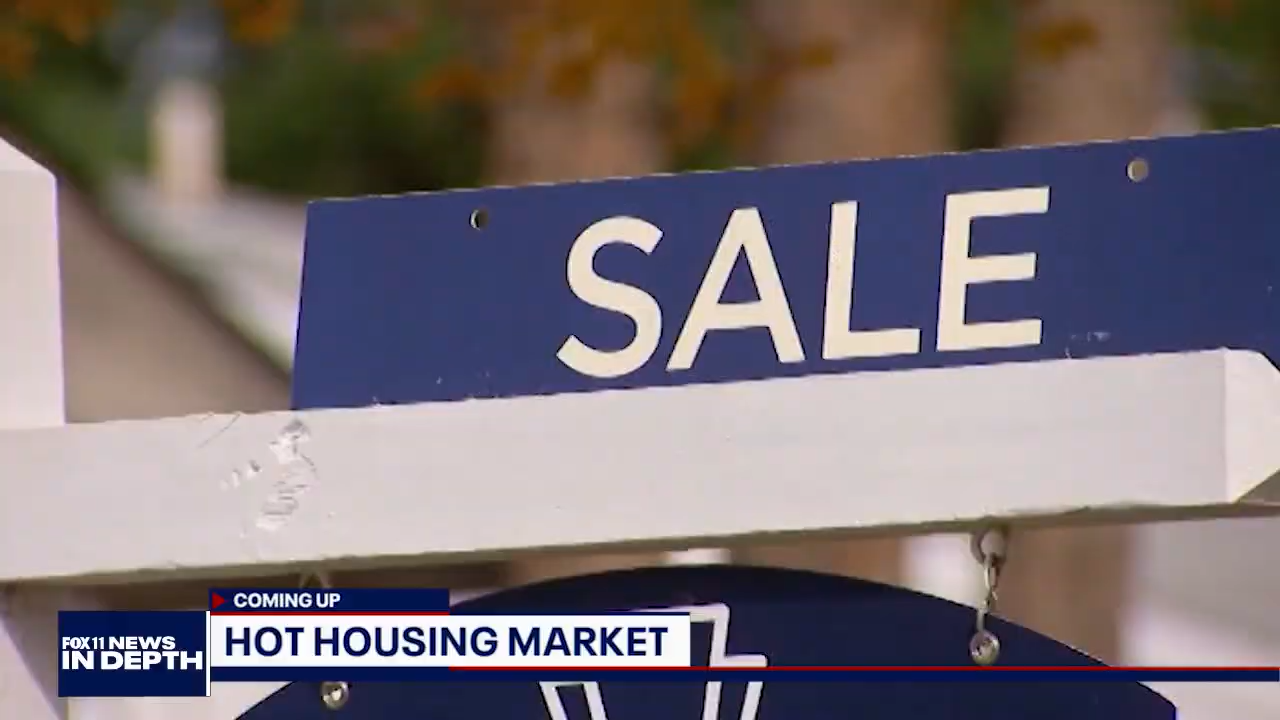 SALE
COMING UP
HOT HOUSING MARKET
FOX 11 NEWS
IN DEPTH